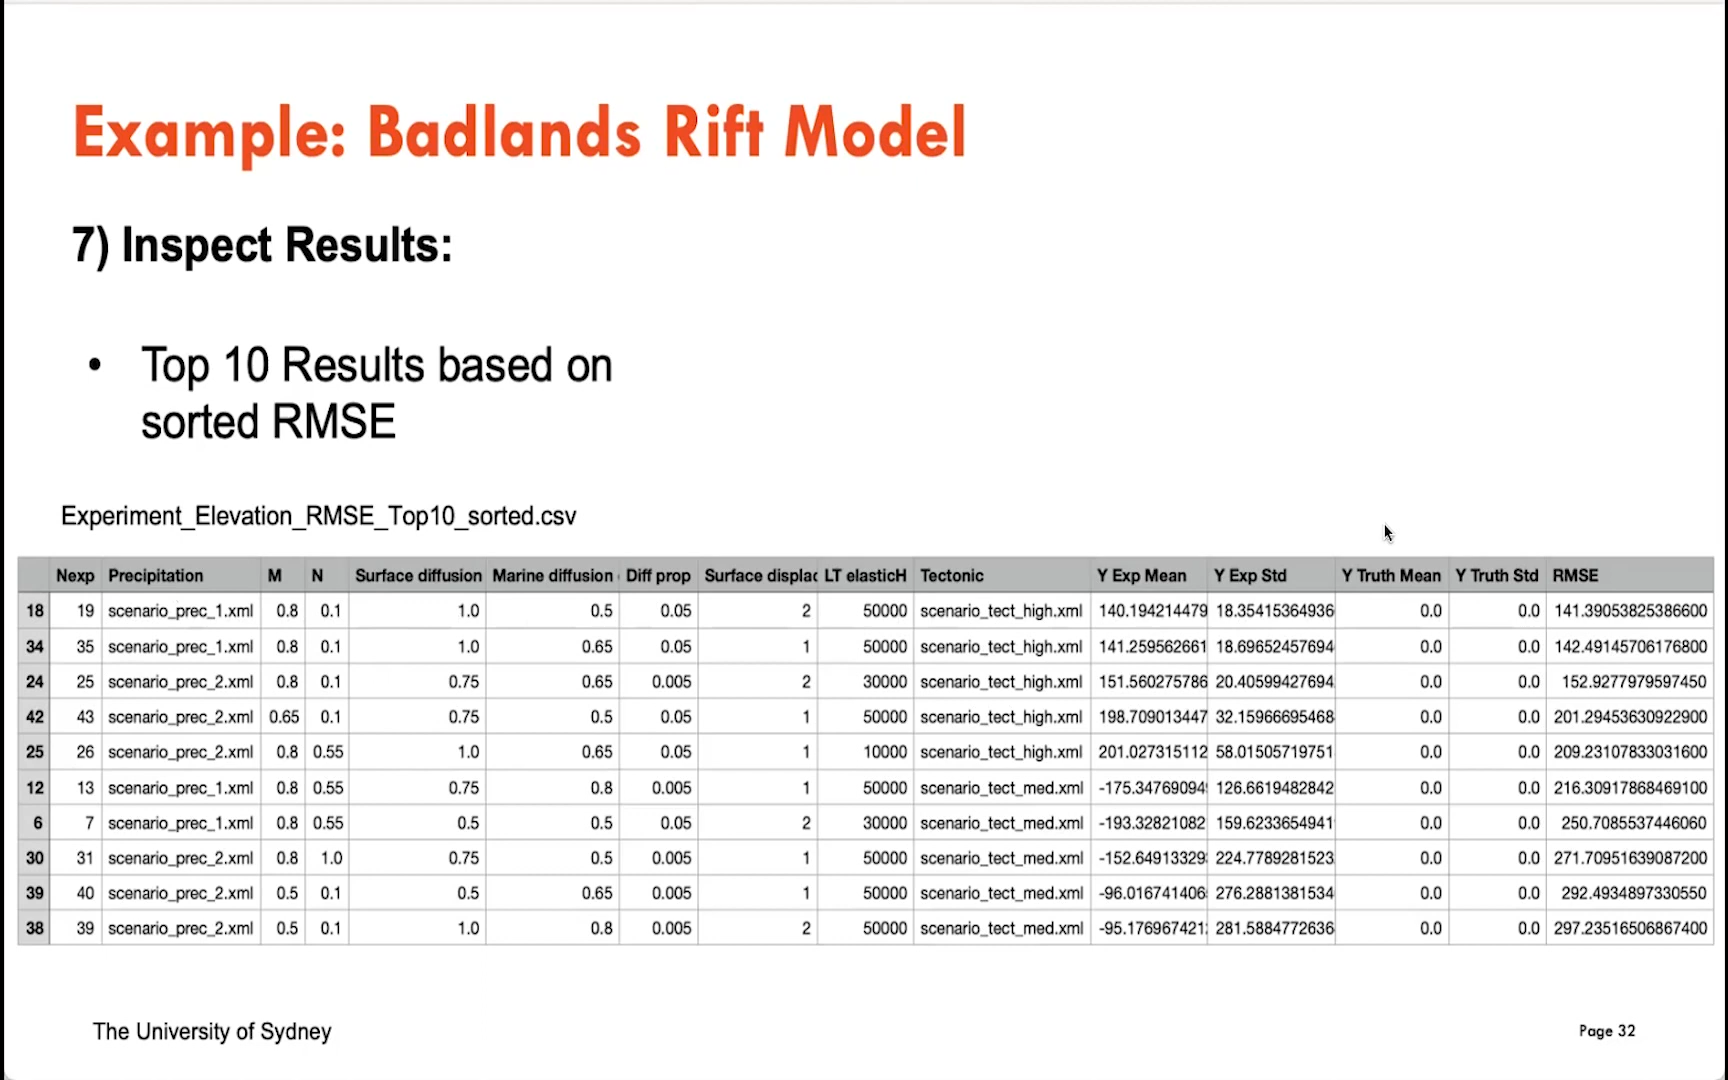 Example: Badlands Rift Model
7) Inspect Results:
• Top 10 Results based on
sorted RMSE
Experiment_Elevation_RMSE_Top10_sorted.csv
Nexp Precipitation M N Surface diffusion Marine diffusion Diff prop Surface displac LT elasticH Tectonic Y Exp Mean Y Exp Std Y Truth Mean Y Truth Std RMSE
18 19 scenario_prec_1.xml 0.8 0.1 1.0 0.5 0.05 2 50000 scenario_tect_high.xml 140.194214479 18.35415364936 0.0 0.0 141.39053825386600
34 35 scenario_prec_1.xml 0.8 0.1 1.0 0.65 0.05 1 50000 scenario_tect_high.xml 141.259562661 18.69652457694 0.0 0.0 142.49145706176800
24 25 scenario_prec_2.xml 0.8 0.1 0.75 0.65 0.005 2 30000 scenario_tect_high.xml 151.560275786 20.40599427694 0.0 0.0 152.9277979597450
42 43 scenario_prec_2.xml 0.65 0.1 0.75 0.5 0.05 1 50000 scenario_tect_high.xml 198.709013447 32.15966695468 0.0 0.0 201.29453630922900
25 26 scenario_prec_2.xml 0.8 0.55 1.0 0.65 0.05 1 10000 scenario_tect_high.xml 201.027315112 58.01505719751 0.0 0.0 209.23107833031600
12 13 scenario_prec_1.xml 0.8 0.55 0.75 0.8 0.005 1 50000 scenario_tect_med.xml -175.34769094 126.6619482842 0.0 0.0 216.30917868469100
6 7 scenario_prec_1.xml 0.8 0.55 0.5 0.5 0.05 2 30000 scenario_tect_med.xml -193.32821082 159.6233654941 0.0 0.0 250.7085537446060
30 31 scenario_prec_2.xml 0.8 1.0 0.75 0.5 0.005 1 50000 scenario_tect_med.xml -152.64913329 224.7789281523 0.0 0.0 271.70951639087200
39 40 scenario_prec_2.xml 0.5 0.1 0.5 0.65 0.005 1 50000 scenario_tect_med.xml -96.016741406 276.2881381534 0.0 0.0 292.4934897330550
38 39 scenario_prec_2.xml 0.5 0.1 1.0 0.8 0.005 2 50000 scenario_tect_med.xml -95.176967421 281.5884772636 0.0 0.0 297.23516506867400
The University of Sydney
Page 32